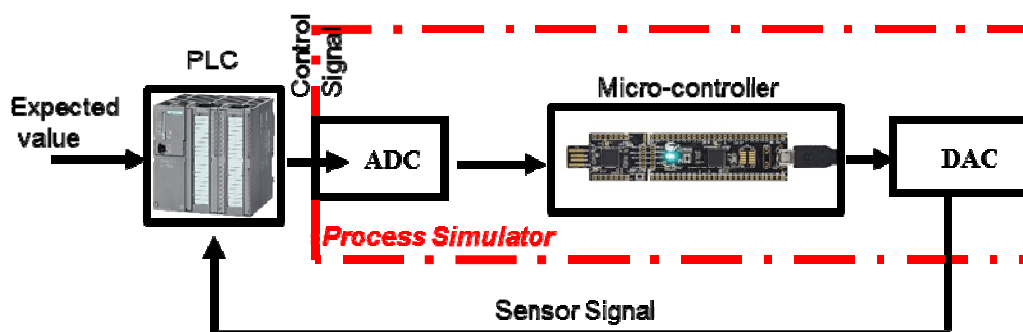 PLC
Control
Signal
Expected
value
ADC
Micro-controller
DAC
Process Simulator
Sensor Signal